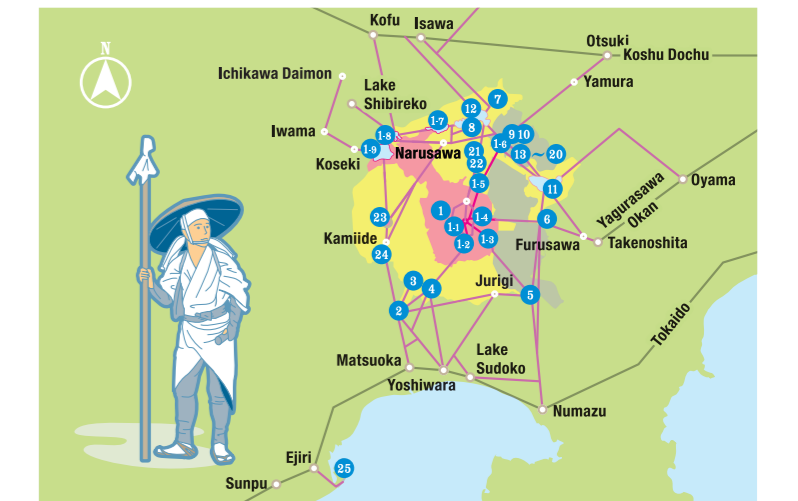 Kofu
Isawa
Otsuki
Koshu Dochu
N
Ichikawa Daimon
Yamura
Lake
Shibireko
7
12
1-7
8
Iwama
1-8
9 10
1-6
Narusawa
1-9
21
13 ~ 20
Koseki
22
1-5
11
Oyama
1
1-4
23
6
Yagurasawa
Okan
1-1
Kamiide
1-2
1-3
Furusawa
Takenoshita
24
3
4
Jurigi
5
2
Tokaido
Matsuoka
Lake
Sudoko
Yoshiwara
Numazu
Ejiri
25
Sunpu